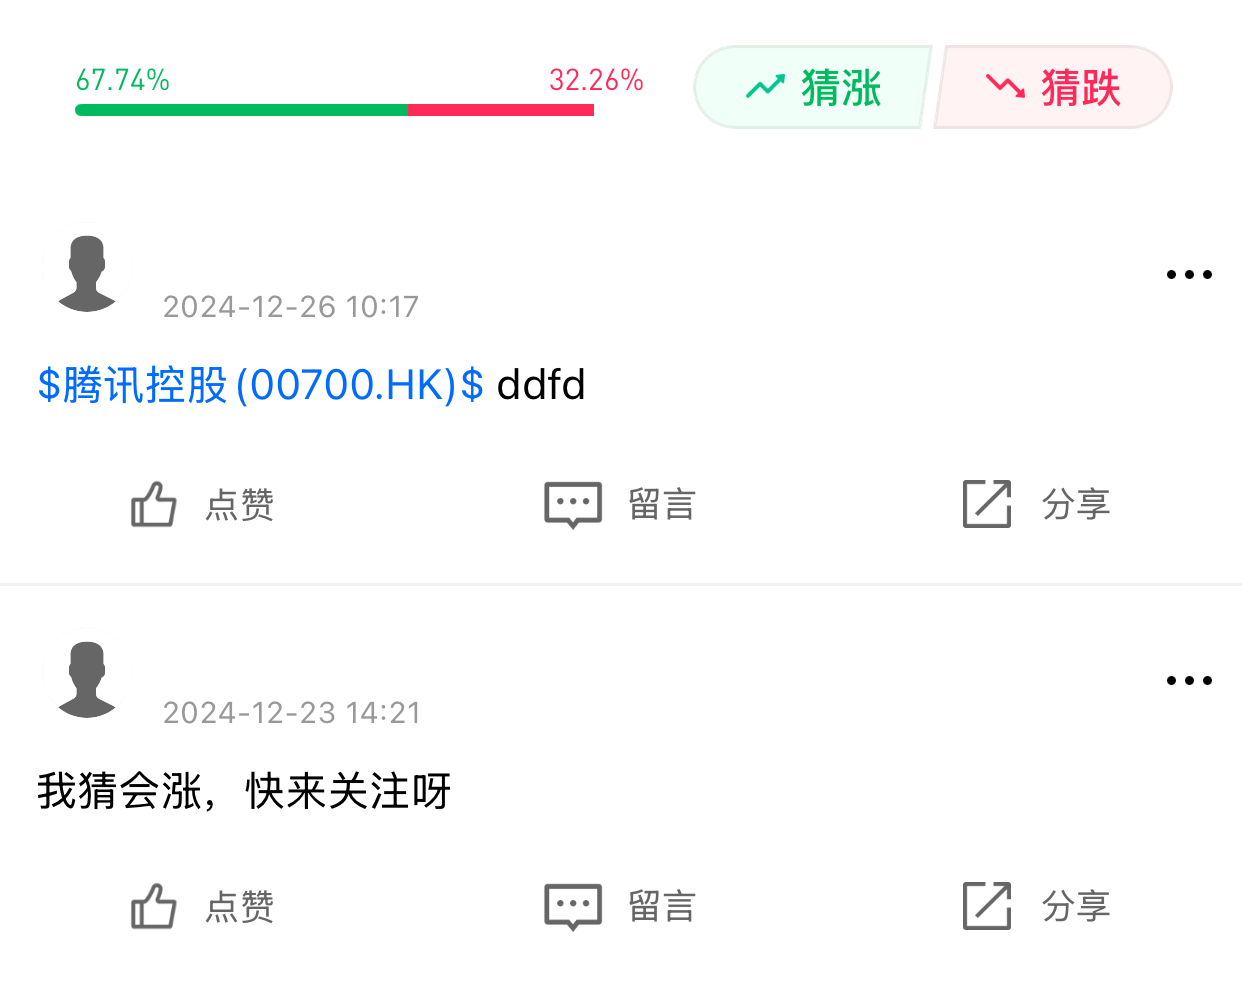 67.74% 32.26% 猜涨 猜跌
2024-12-26 10:17
$腾讯控股(00700.HK)$ ddfd
点赞 留言 分享
2024-12-23 14:21
我猜会涨，快来关注呀
点赞 留言 分享